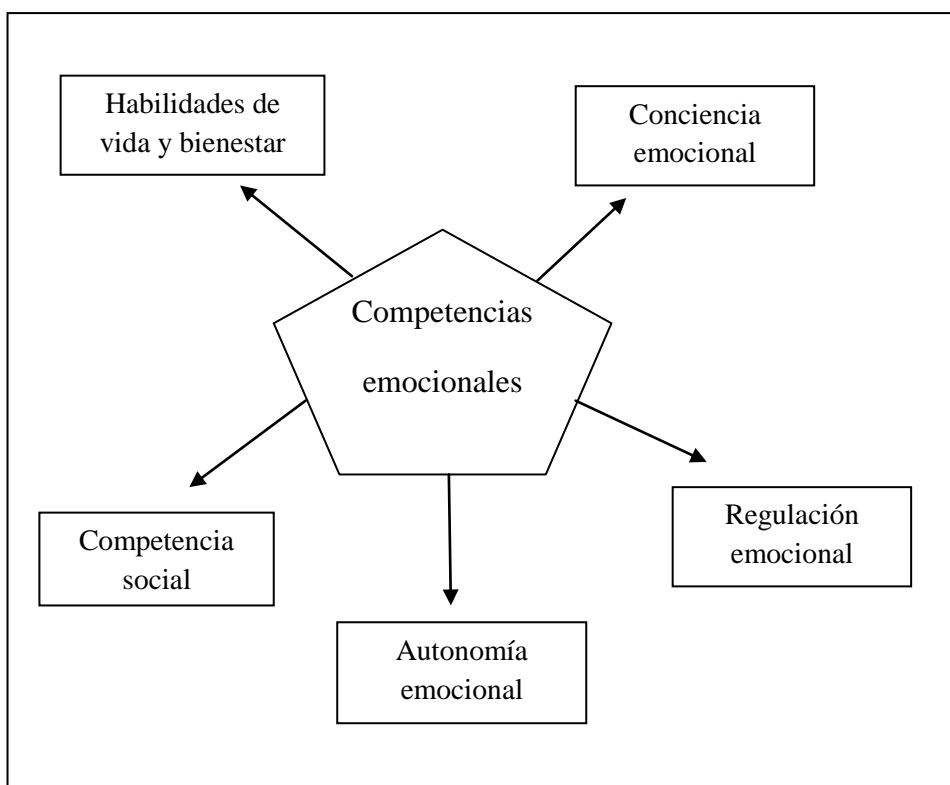 Habilidades de
vida y bienestar
Conciencia
emocional
Competencias
emocionales
Competencia
social
Regulación
emocional
Autonomía
emocional